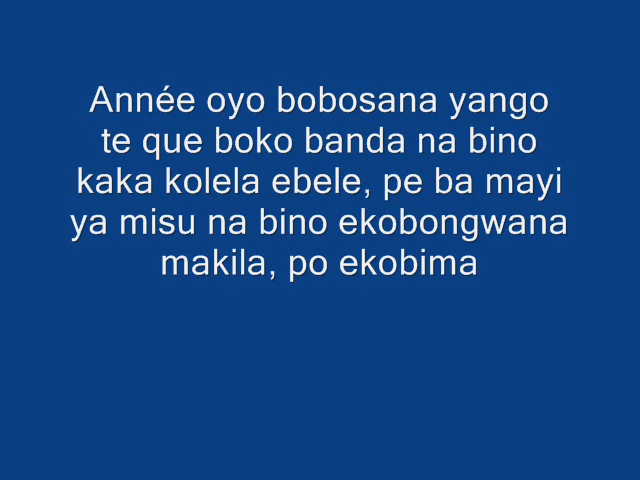 Année oyo bobosana yango
te que boko banda na bino
kaka kolela ebele, pe ba mayi
ya misu na bino ekobongwana
makila, po ekobima